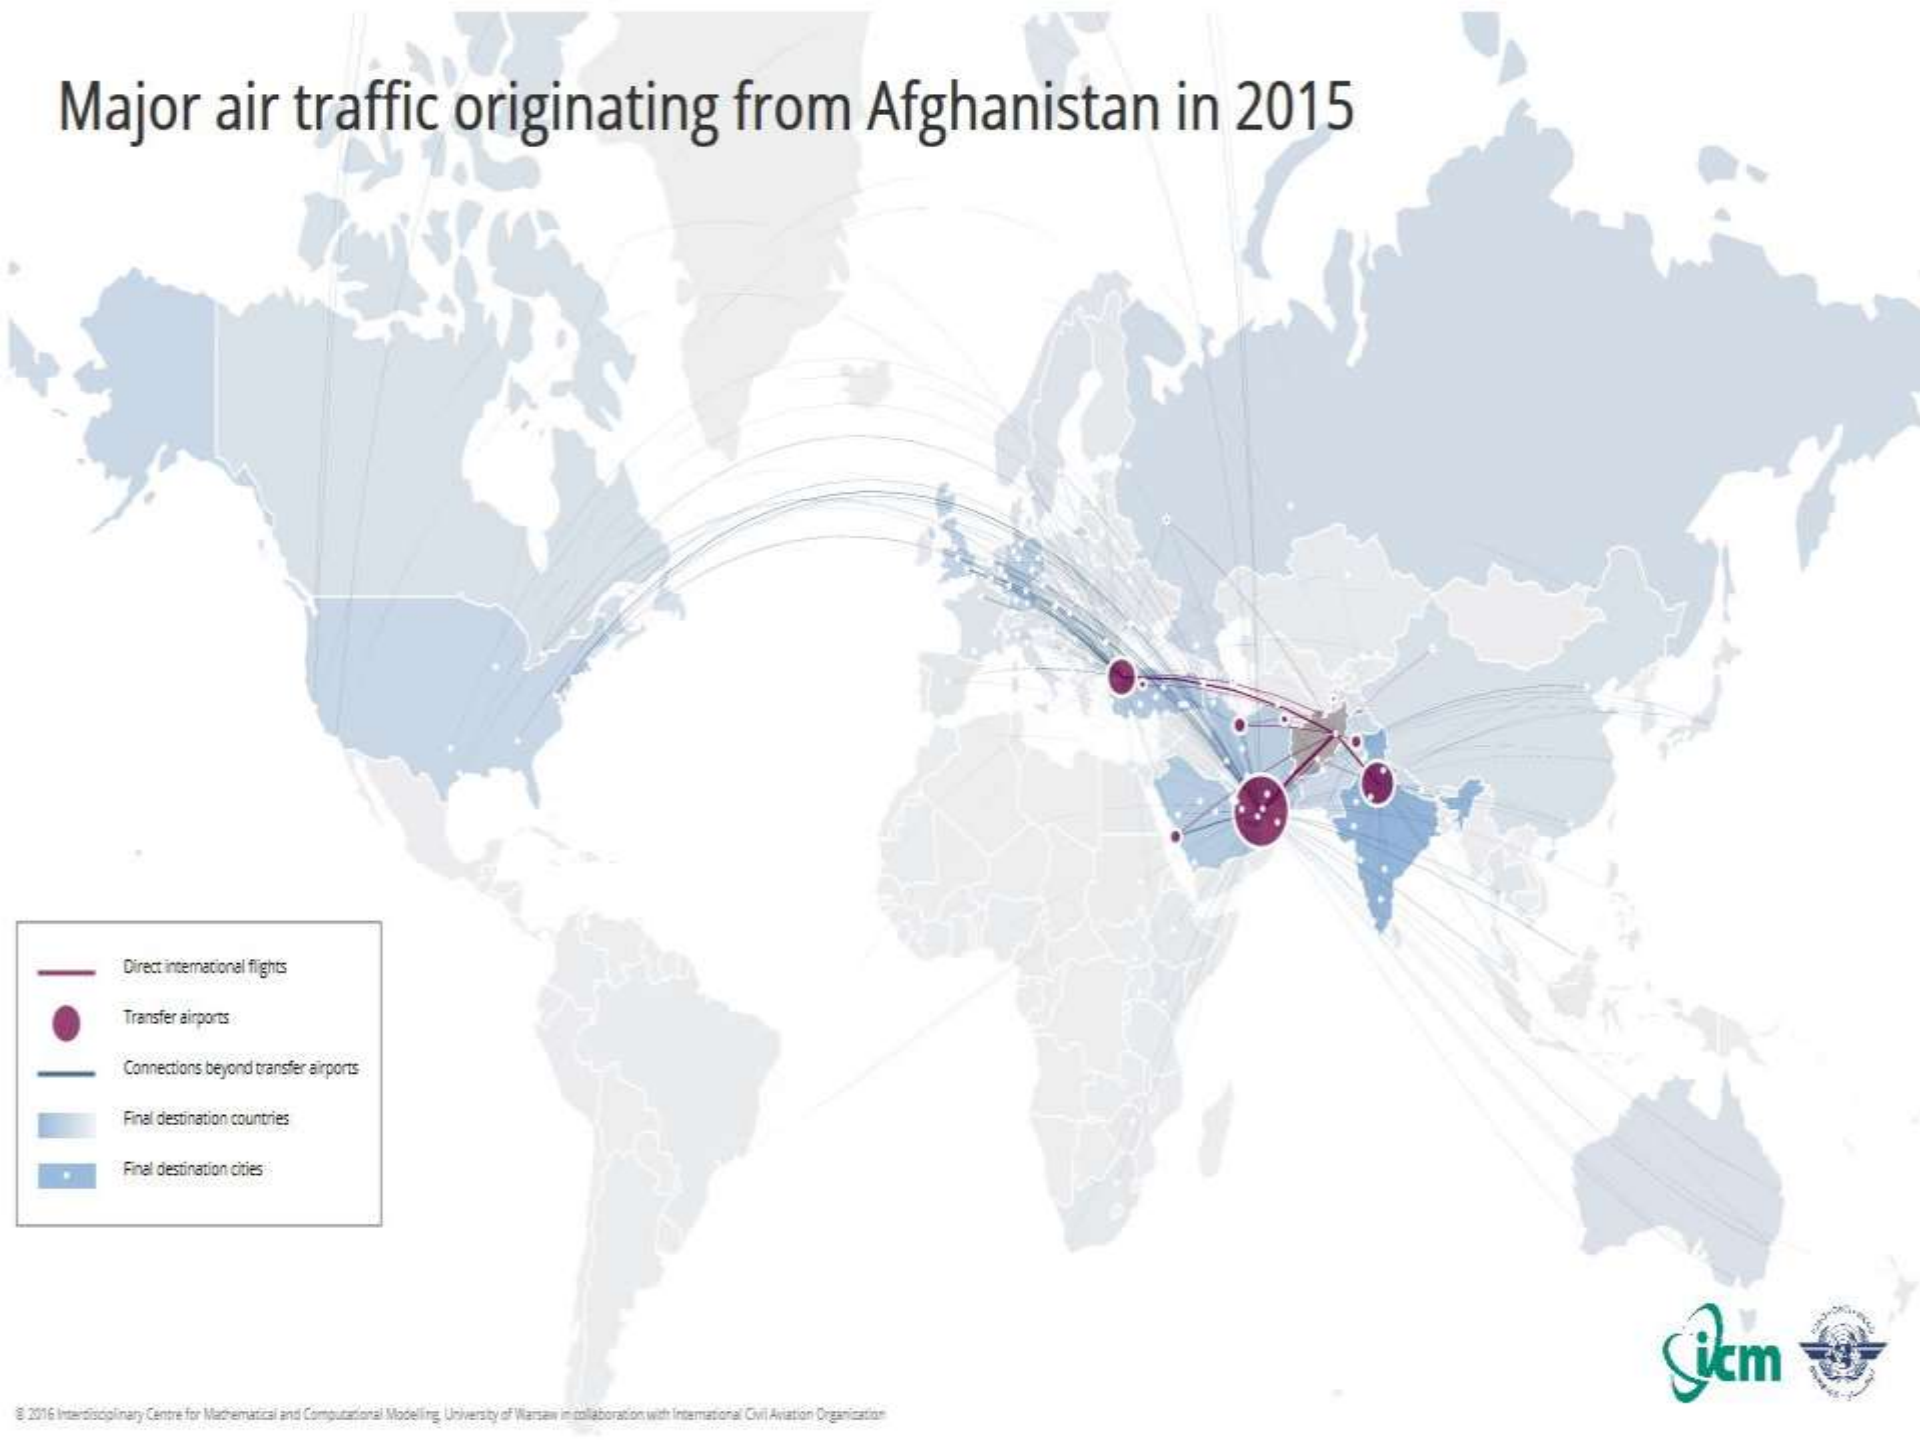 Major air traffic originating from Afghanistan in 2015
Direct international flights
Transfer airports
Connections beyond transfer airports
Final destination countries
Final destination cities
icm
© 2016 Interdisciplinary Centre for Mathematical and Computational Modelling, University of Warsaw in collaboration with International Civil Aviation Organization